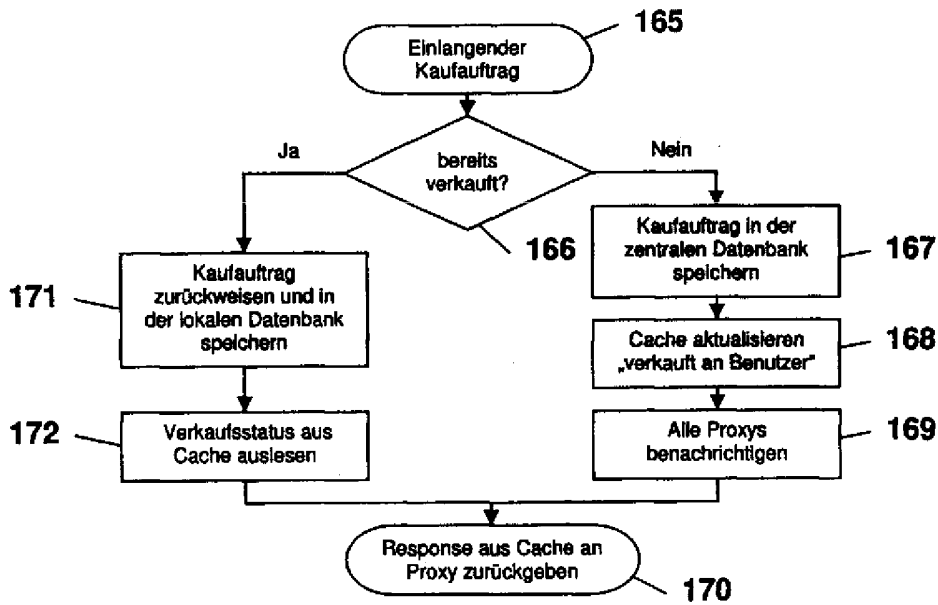 165
Einlangender
Kaufauftrag
Ja
bereits
verkauft?
Nein
166
Kaufauftrag in der
zentralen Datenbank
speichern
167
171
Kaufauftrag
zurückweisen und in
der lokalen Datenbank
speichern
Cache aktualisieren
„verkauft an Benutzer“
168
172
Verkaufsstatus aus
Cache auslesen
Alle Proxys
benachrichtigen
169
Response aus Cache an
Proxy zurückgeben
170